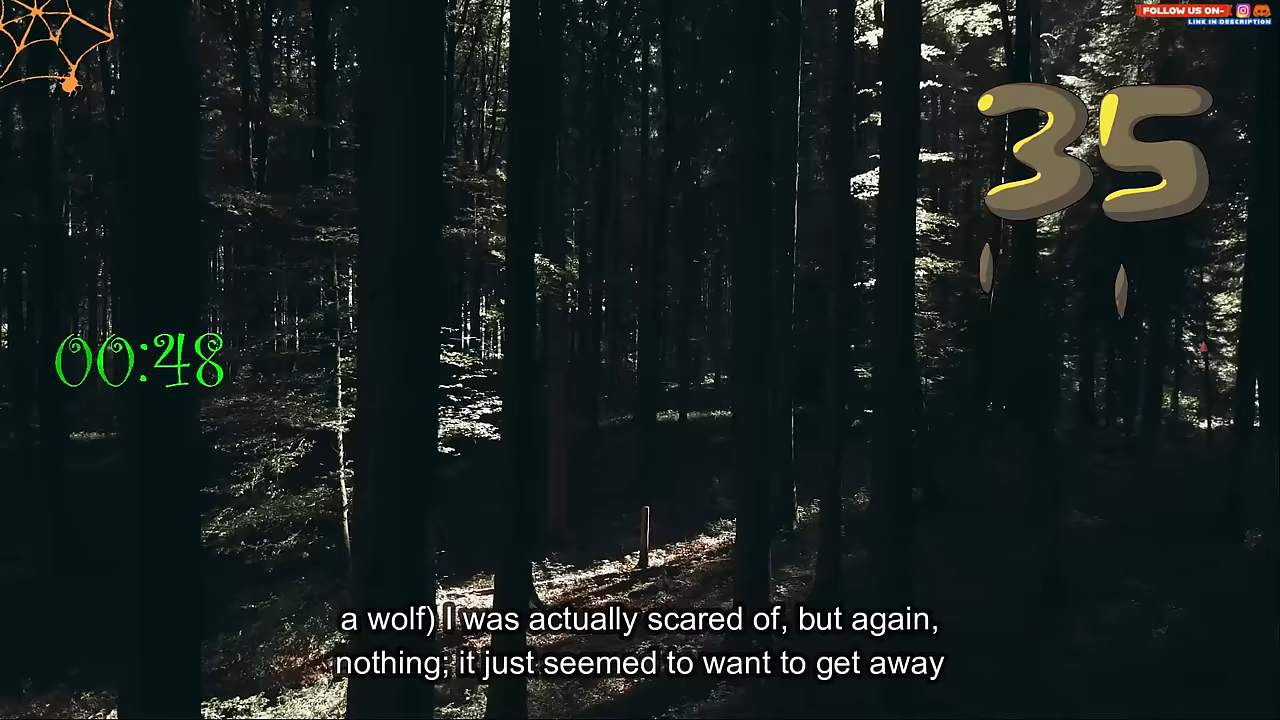 FOLLOW US ON-
LINK IN DESCRIPTION
35
00:48
a wolf) I was actually scared of, but again,
nothing; it just seemed to want to get away